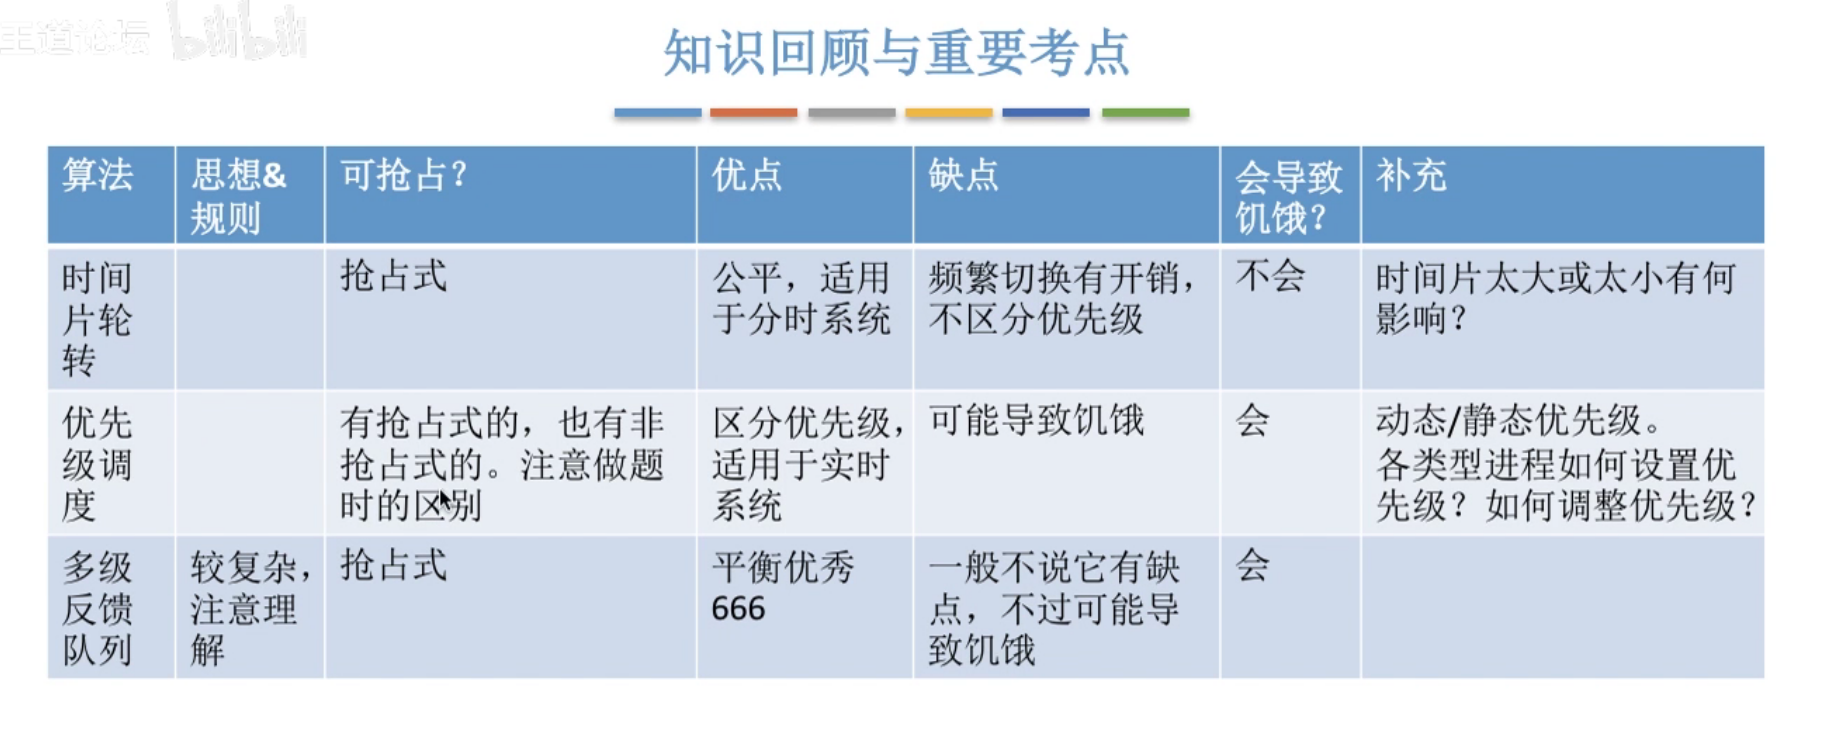 王道论坛 bilibili
知识回顾与重要考点
算法
思想&
规则
可抢占？
优点
缺点
会导致
饥饿？
补充
时间
片轮
转
抢占式
公平，适用
于分时系统
频繁切换有开销，
不区分优先级
不会
时间片太大或太小有何
影响？
优先
级调
度
有抢占式的，也有非
抢占式的。注意做题
时的区别
区分优先级，
适用于实时
系统
可能导致饥饿
会
动态/静态优先级。
各类型进程如何设置优
先级？如何调整优先级？
多级
反馈
队列
较复杂，
注意理
解
抢占式
平衡优秀
666
一般不说它有缺
点，不过可能导
致饥饿
会